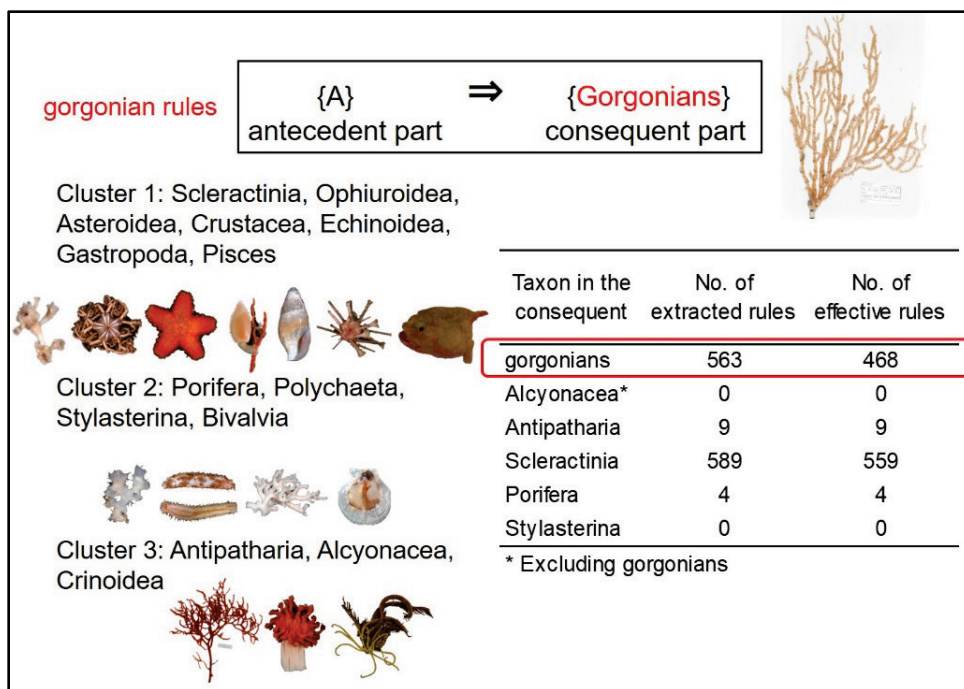 gorgonian rules
{A} ⇒ {Gorgonians}
antecedent part consequent part
Cluster 1: Scleractinia, Ophiuroidea,
Asteroidea, Crustacea, Echinoidea,
Gastropoda, Pisces
Cluster 2: Porifera, Polychaeta,
Stylasterina, Bivalvia
Cluster 3: Antipatharia, Alcyonacea,
Crinoidea
Taxon in the consequent No. of extracted rules No. of effective rules
gorgonians 563 468
Alcyonacea* 0 0
Antipatharia 9 9
Scleractinia 589 559
Porifera 4 4
Stylasterina 0 0
* Excluding gorgonians